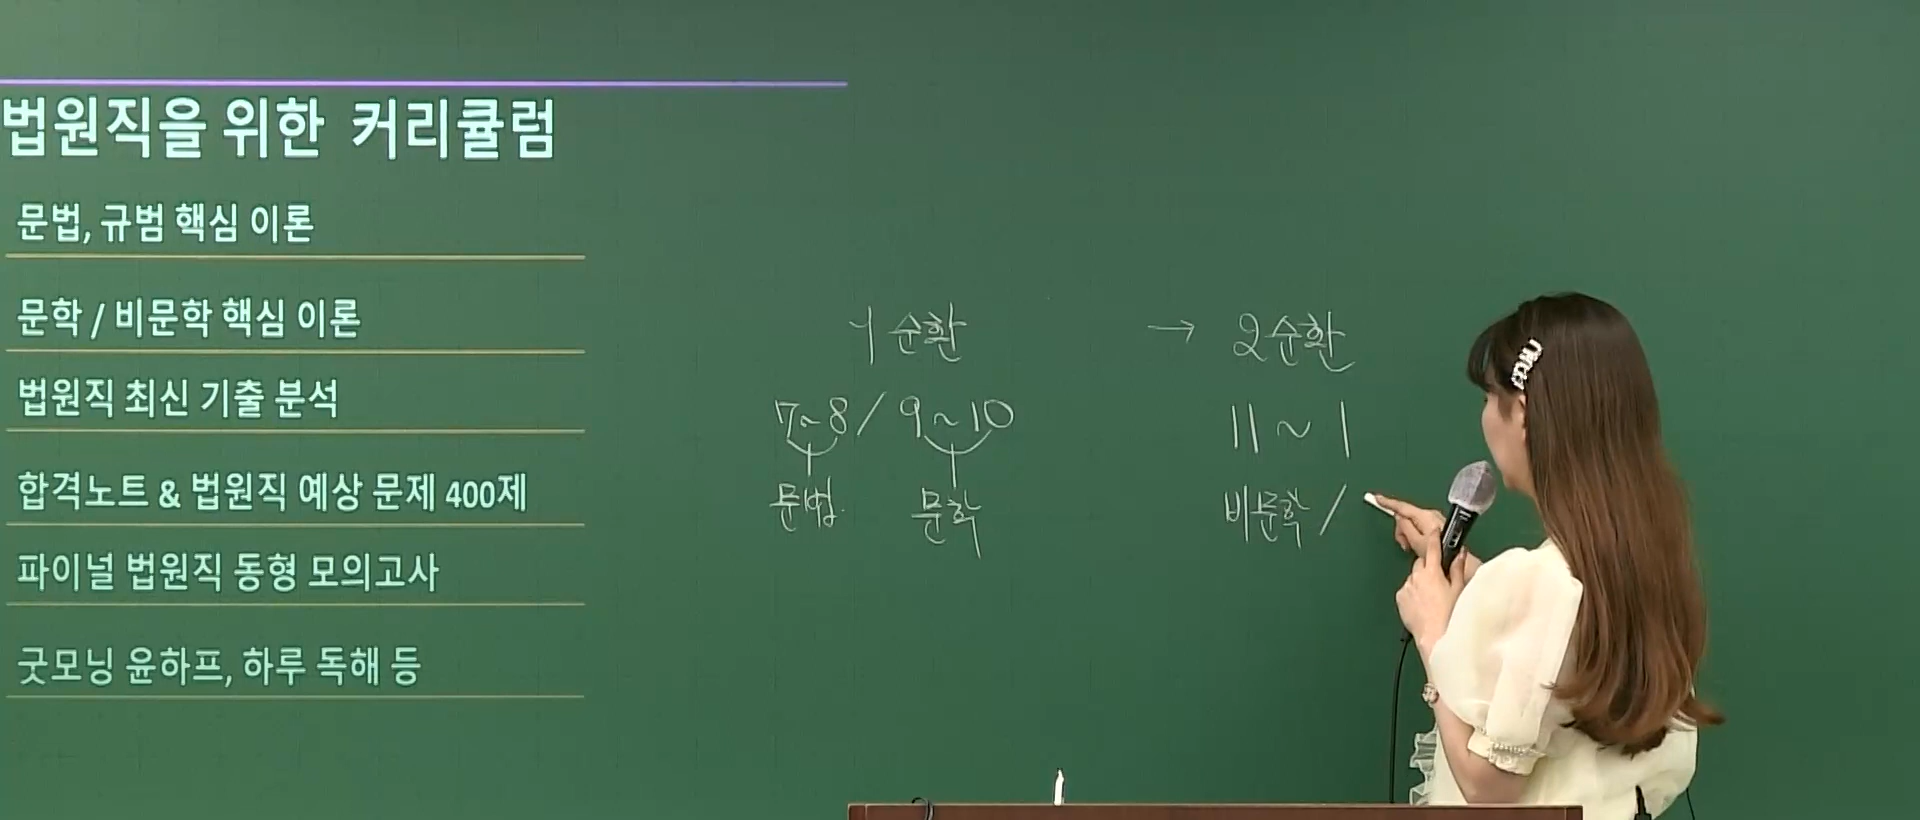 법원직을 위한 커리큘럼
문법, 규범 핵심 이론
문학 / 비문학 핵심 이론
법원직 최신 기출 분석
합격노트 & 법원직 예상 문제 400제
파이널 법원직 동형 모의고사
굿모닝 윤하프, 하루 독해 등
1 순환 → 2순환
7~8 / 9~10 11 ~ 1
문법. 문학 비문학 /